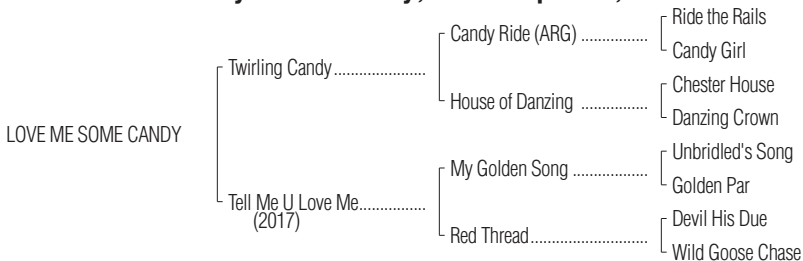 Ride the Rails
Candy Ride (ARG) ................
Candy Girl
Twirling Candy......................
Chester House
House of Danzing ................
Danzing Crown
LOVE ME SOME CANDY
Unbridled's Song
My Golden Song ..................
Golden Par
Tell Me U Love Me................
(2017)
Devil His Due
Red Thread............................
Wild Goose Chase